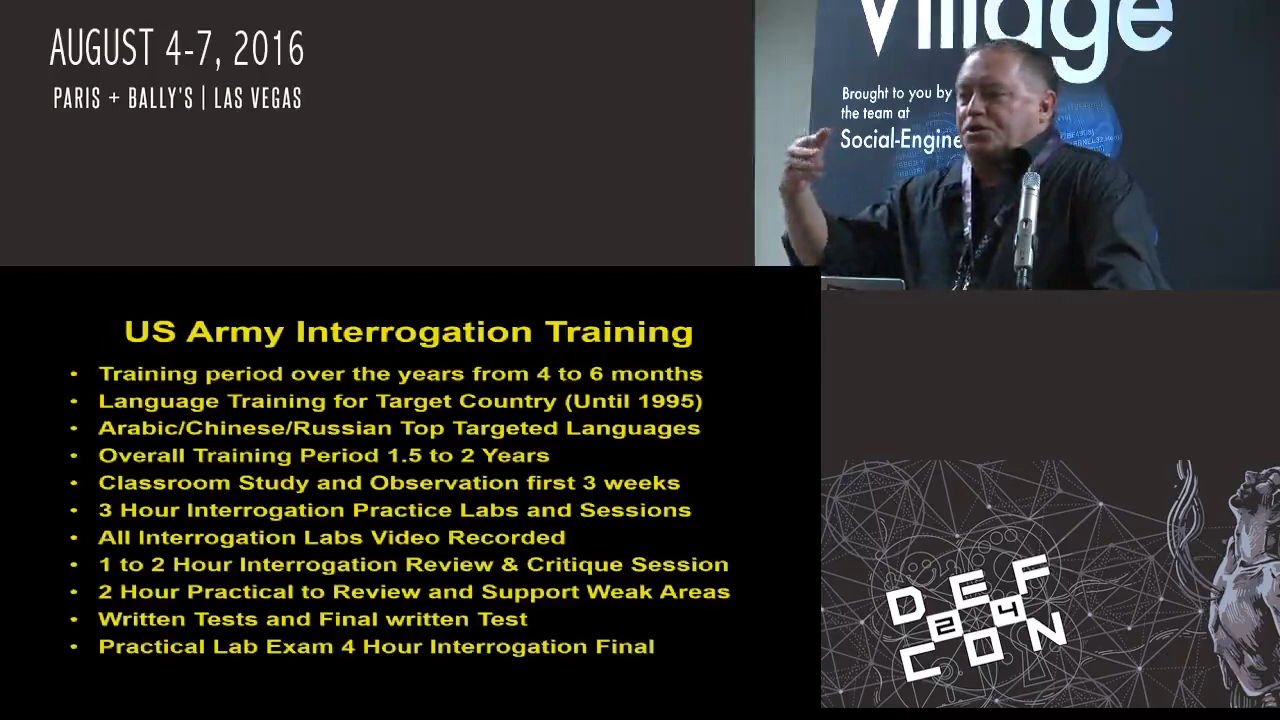 AUGUST 4-7, 2016
PARIS + BALLY'S | LAS VEGAS
Village
Brought to you by
the team at
Social-Engine
US Army Interrogation Training
• Training period over the years from 4 to 6 months
• Language Training for Target Country (Until 1995)
• Arabic/Chinese/Russian Top Targeted Languages
• Overall Training Period 1.5 to 2 Years
• Classroom Study and Observation first 3 weeks
• 3 Hour Interrogation Practice Labs and Sessions
• All Interrogation Labs Video Recorded
• 1 to 2 Hour Interrogation Review & Critique Session
• 2 Hour Practical to Review and Support Weak Areas
• Written Tests and Final written Test
• Practical Lab Exam 4 Hour Interrogation Final
DEF
24
CON